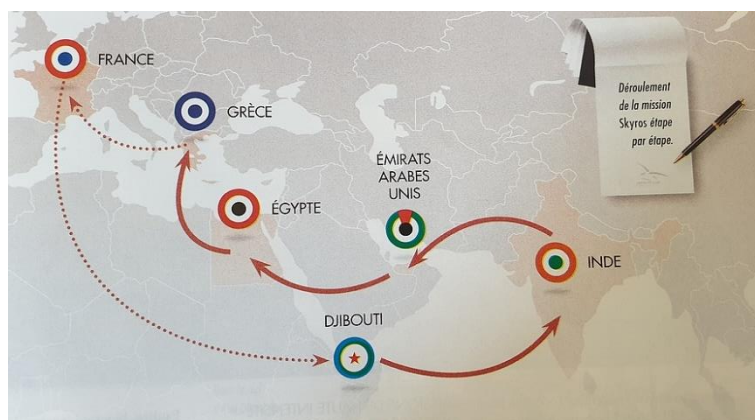 FRANCE
GRÈCE
ÉGYPTE
ÉMIRATS
ARABES
UNIS
INDE
DJIBOUTI
Déroulement
de la mission
Skyros étape
par étape.